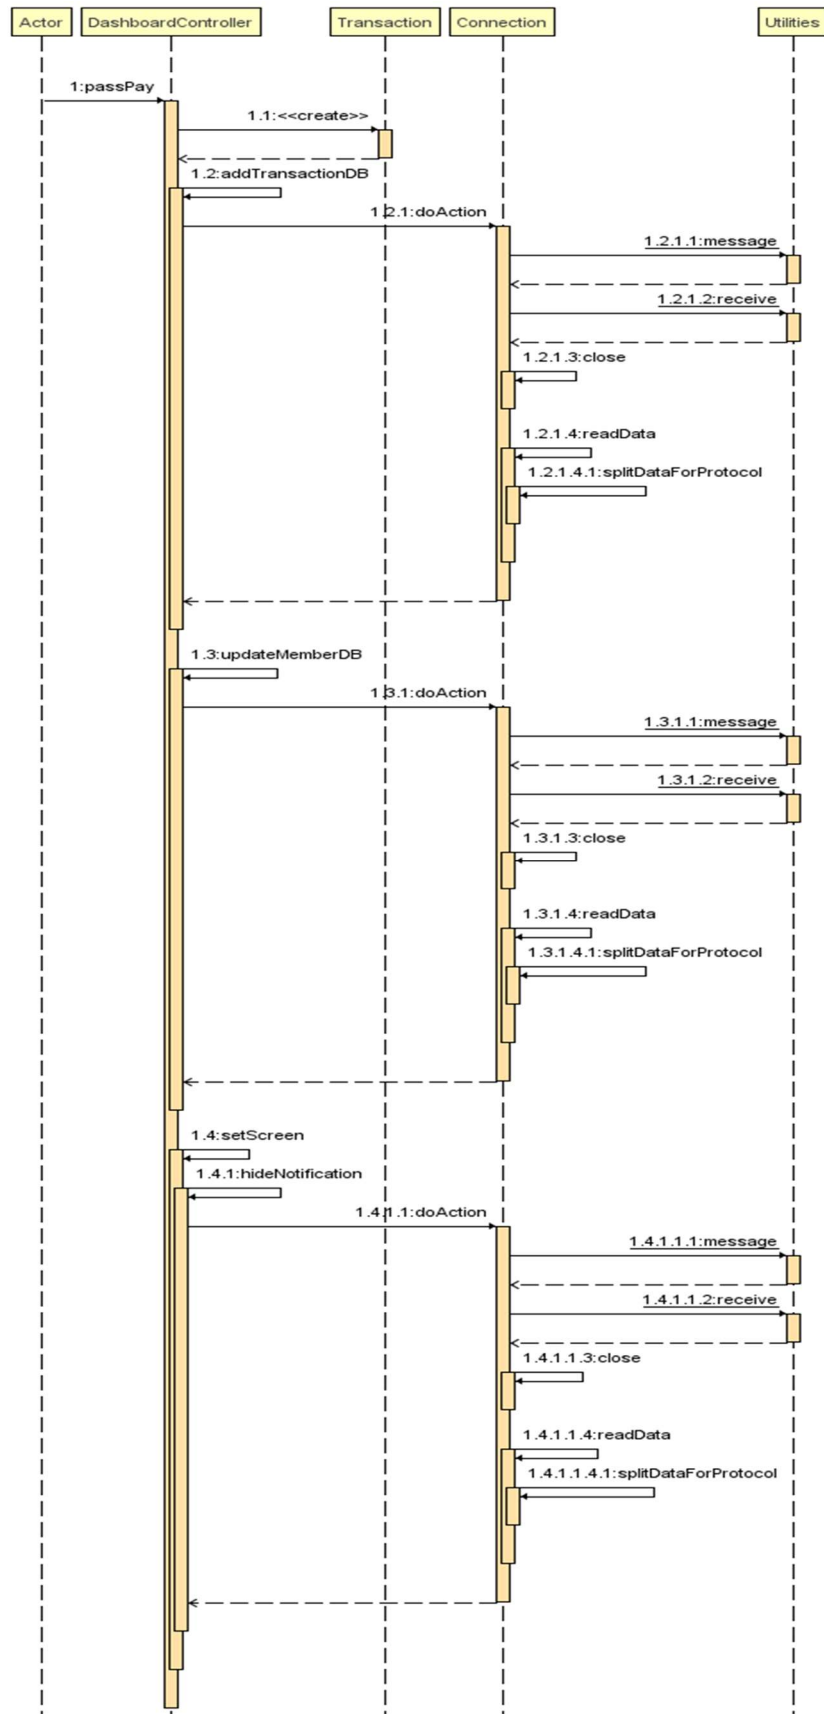 Actor DashboardController Transaction Connection Utilities
1:passPay
1.1:<<create>>
1.2:addTransactionDB
1.2.1:doAction
1.2.1.1:message
1.2.1.2:receive
1.2.1.3:close
1.2.1.4:readData
1.2.1.4.1:splitDataForProtocol
1.3:updateMemberDB
1.3.1:doAction
1.3.1.1:message
1.3.1.2:receive
1.3.1.3:close
1.3.1.4:readData
1.3.1.4.1:splitDataForProtocol
1.4:setScreen
1.4.1:hideNotification
1.4.1.1:doAction
1.4.1.1.1:message
1.4.1.1.2:receive
1.4.1.1.3:close
1.4.1.1.4:readData
1.4.1.1.4.1:splitDataForProtocol